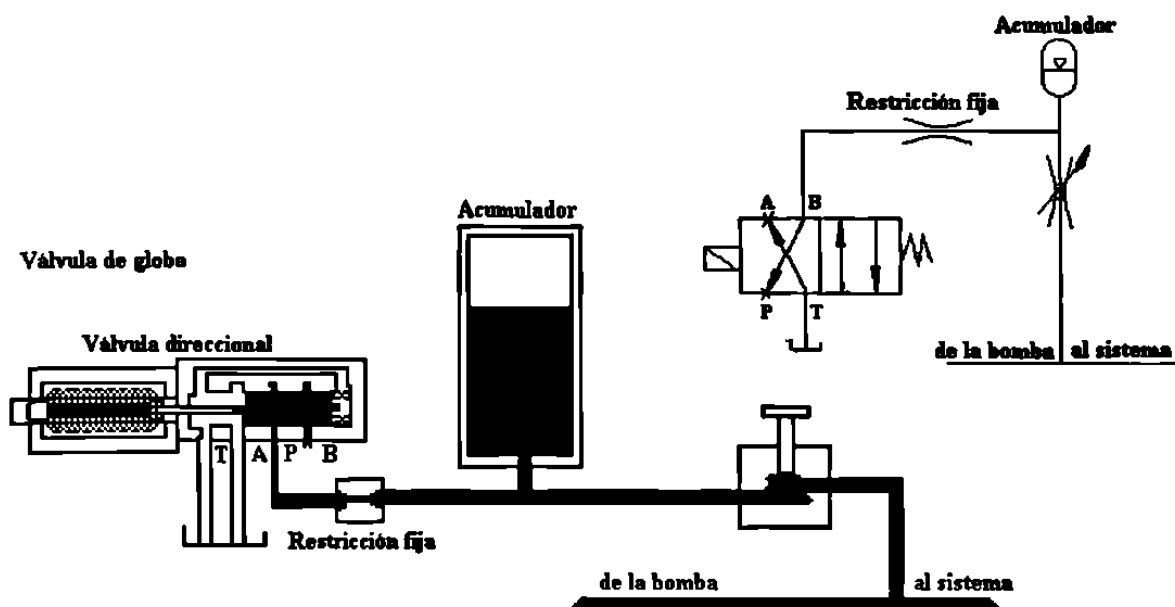 Acumulador
Restricción fija
A B
P T
de la bomba al sistema
Acumulador
Válvula de globo
Válvula direccional
T A P B
Restricción fija
de la bomba al sistema